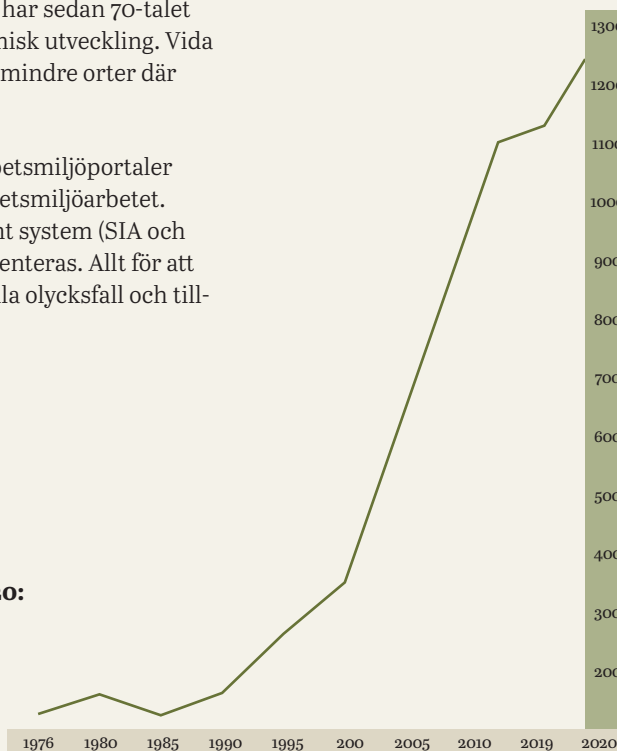 har sedan 70-talet
nisk utveckling. Vida
mindre orter där
betsmiljöportaler
etsmiljöarbetet.
nt system (SIA och
enteras. Allt för att
la olycksfall och till-
20:
1300
1200
1100
1000
900
800
700
600
500
400
300
200
1976 1980 1985 1990 1995 200 2005 2010 2019 2020